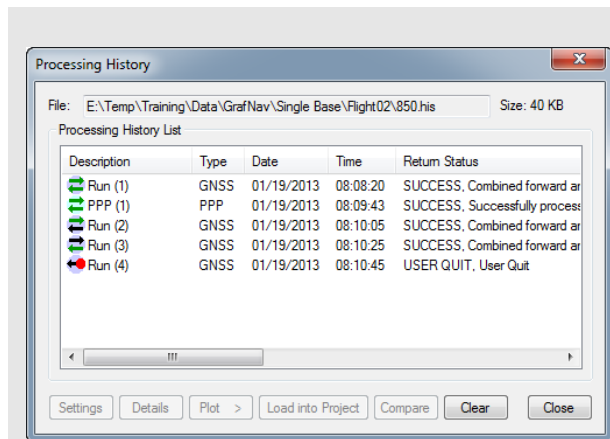 Processing History
File: E:\Temp\Training\Data\GrafNav\Single Base\Flight02\850.his Size: 40 KB
Processing History List
Description Type Date Time Return Status
Run (1) GNSS 01/19/2013 08:08:20 SUCCESS, Combined forward ar
PPP (1) PPP 01/19/2013 08:09:43 SUCCESS, Successfully process
Run (2) GNSS 01/19/2013 08:10:05 SUCCESS, Combined forward ar
Run (3) GNSS 01/19/2013 08:10:25 SUCCESS, Combined forward ar
Run (4) GNSS 01/19/2013 08:10:45 USER QUIT, User Quit
Settings Details Plot > Load into Project Compare Clear Close